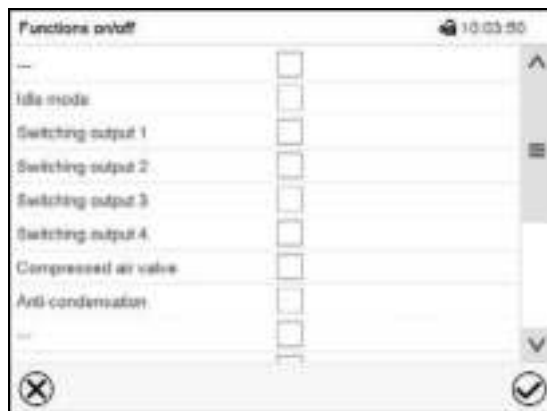 Functions on/off
10:03:50
...
Idle mode
Switching output 1
Switching output 2
Switching output 3
Switching output 4
Compressed air valve
Anti-condensation
...